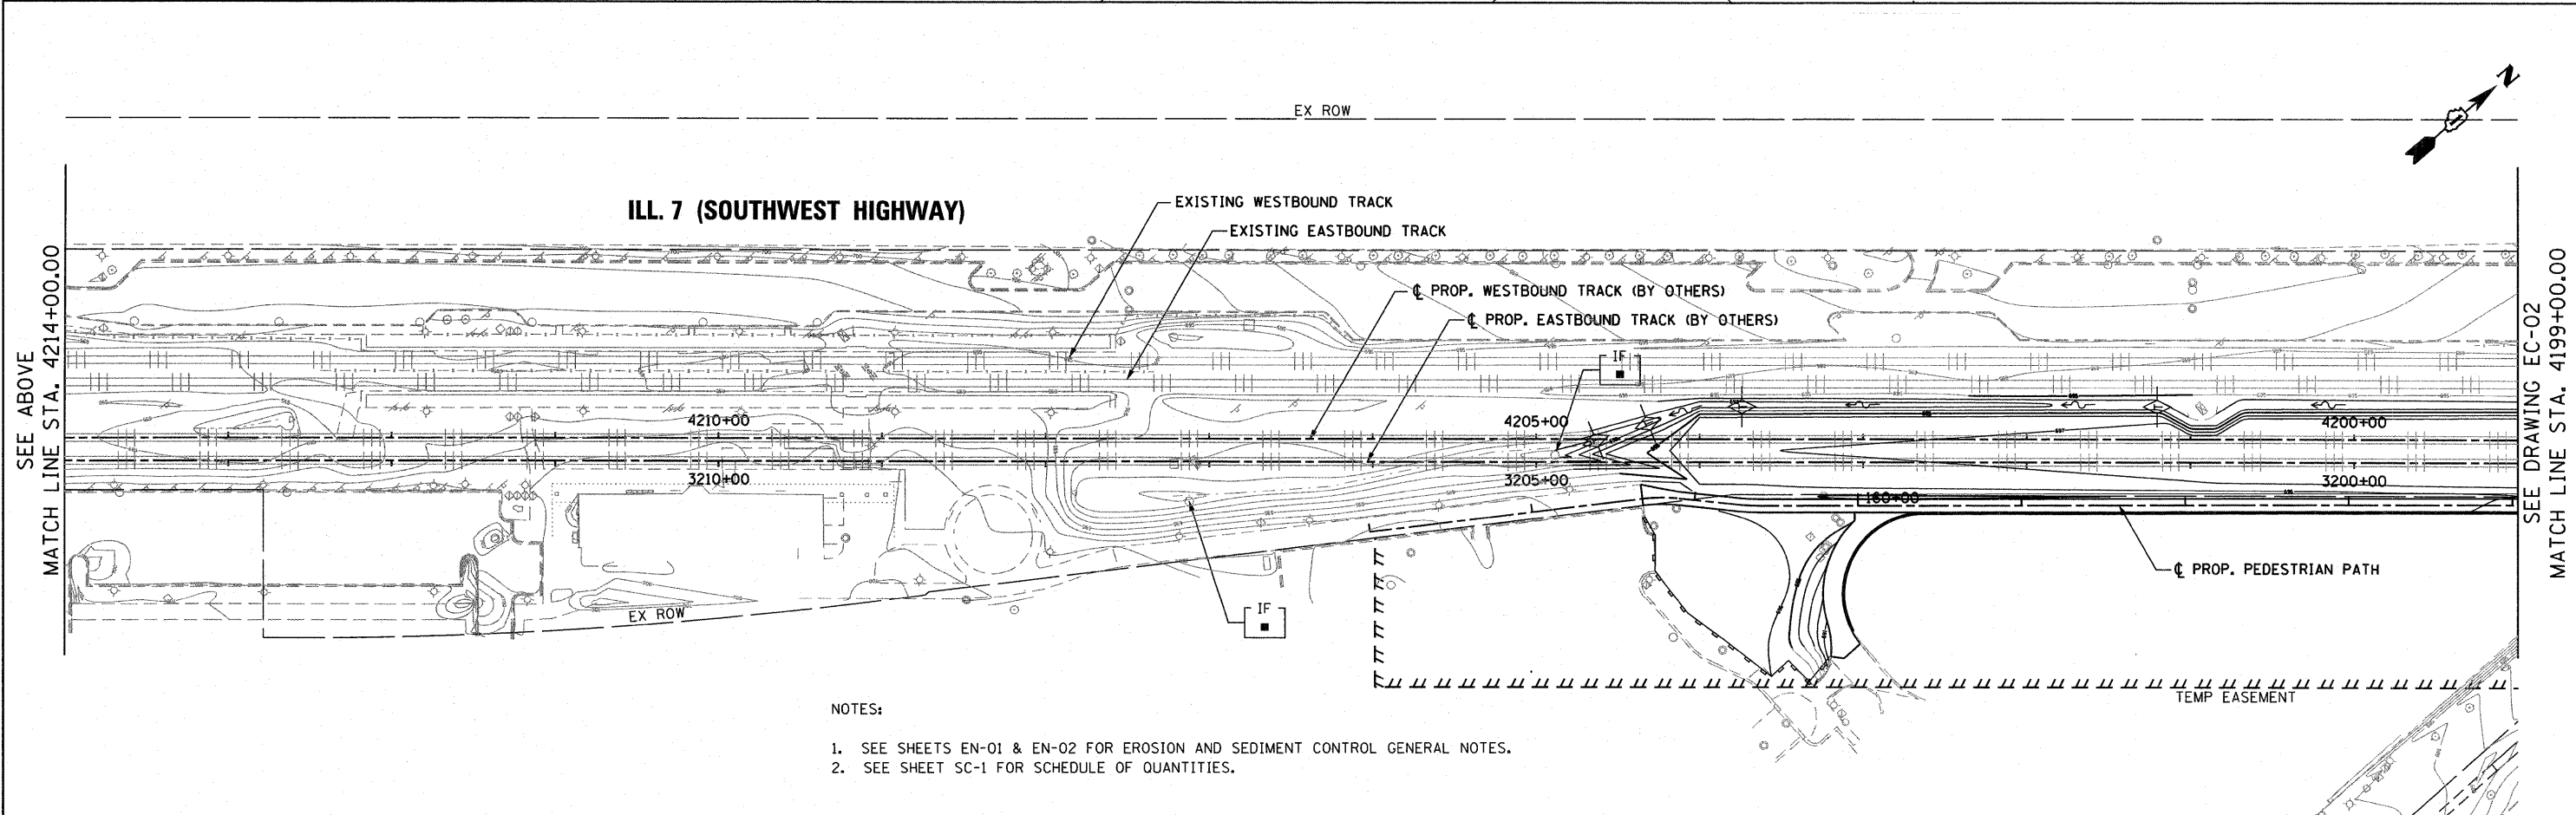 EX ROW
N
ILL. 7 (SOUTHWEST HIGHWAY)
EXISTING WESTBOUND TRACK
EXISTING EASTBOUND TRACK
SEE ABOVE
MATCH LINE STA. 4214+00.00
℄ PROP. WESTBOUND TRACK (BY OTHERS)
℄ PROP. EASTBOUND TRACK (BY OTHERS)
SEE DRAWING EC-02
MATCH LINE STA. 4199+00.00
IF
4210+00
4205+00
4200+00
3210+00
3205+00
3200+00
160+00
℄ PROP. PEDESTRIAN PATH
IF
EX ROW
TEMP EASEMENT
NOTES:
1. SEE SHEETS EN-01 & EN-02 FOR EROSION AND SEDIMENT CONTROL GENERAL NOTES.
2. SEE SHEET SC-1 FOR SCHEDULE OF QUANTITIES.